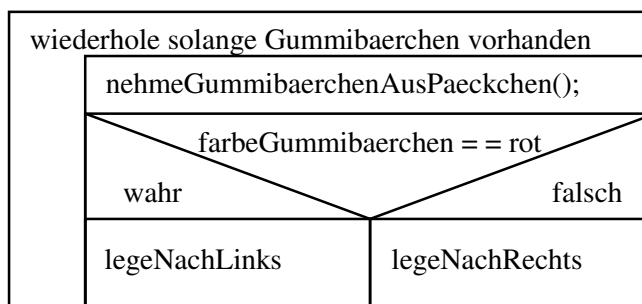 wiederhole solange Gummibaerchen vorhanden
nehmeGummibaerchenAusPaeckchen();
farbeGummibaerchen = = rot
wahr falsch
legeNachLinks legeNachRechts